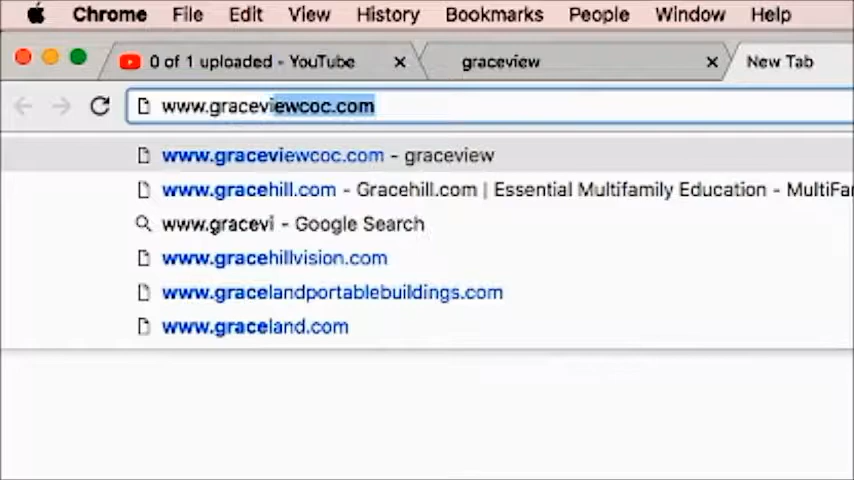 Chrome File Edit View History Bookmarks People Window Help
0 of 1 uploaded - YouTube graceview New Tab
www.graceviewcoc.com
www.graceviewcoc.com - graceview
www.gracehill.com - Gracehill.com | Essential Multifamily Education - MultiFa
www.gracevi - Google Search
www.gracehillvision.com
www.gracelandportablebuildings.com
www.graceland.com